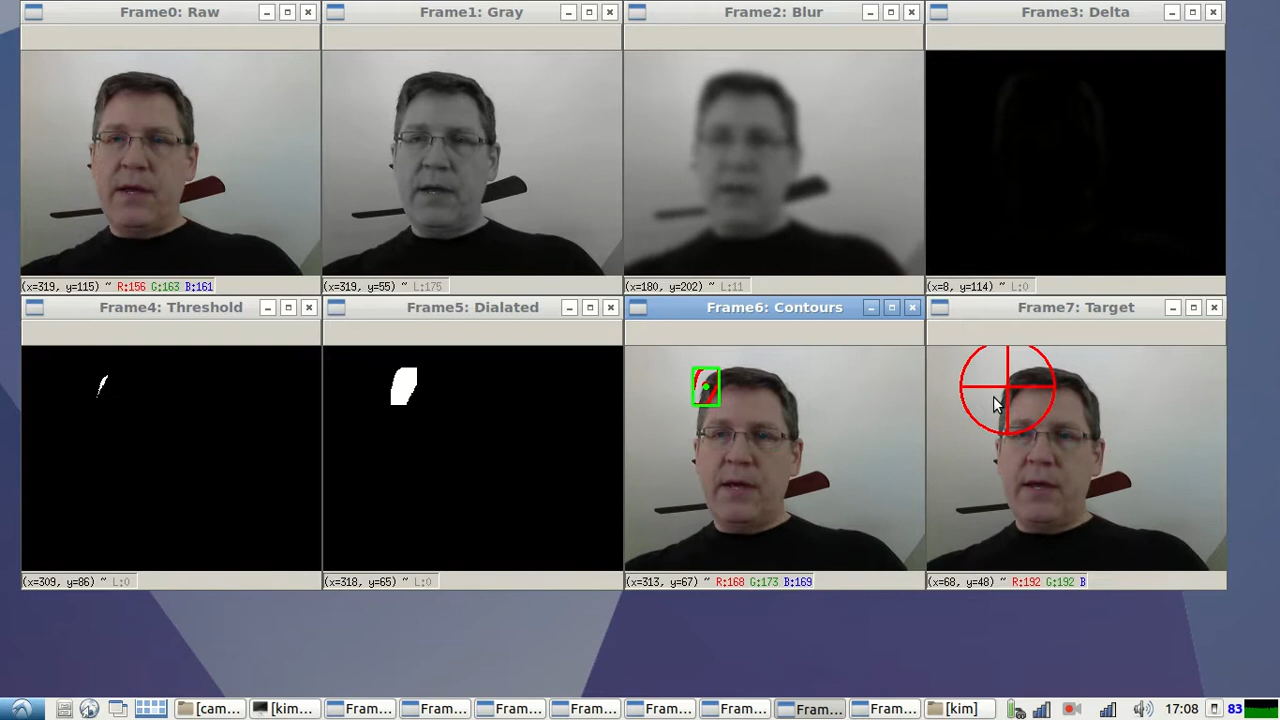 Frame0: Raw
Frame1: Gray
Frame2: Blur
Frame3: Delta
(x=319, y=115) ~ R:156 G:163 B:161
(x=319, y=55) ~ L:175
(x=180, y=202) ~ L:11
(x=8, y=114) ~ L:0
Frame4: Threshold
Frame5: Dialated
Frame6: Contours
Frame7: Target
(x=309, y=86) ~ L:0
(x=318, y=65) ~ L:0
(x=313, y=67) ~ R:168 G:173 B:169
(x=68, y=48) ~ R:192 G:192 B
[cam... [kim... Fram... Fram... Fram... Fram... Fram... Fram... Fram... Fram... [kim] 17:08 83